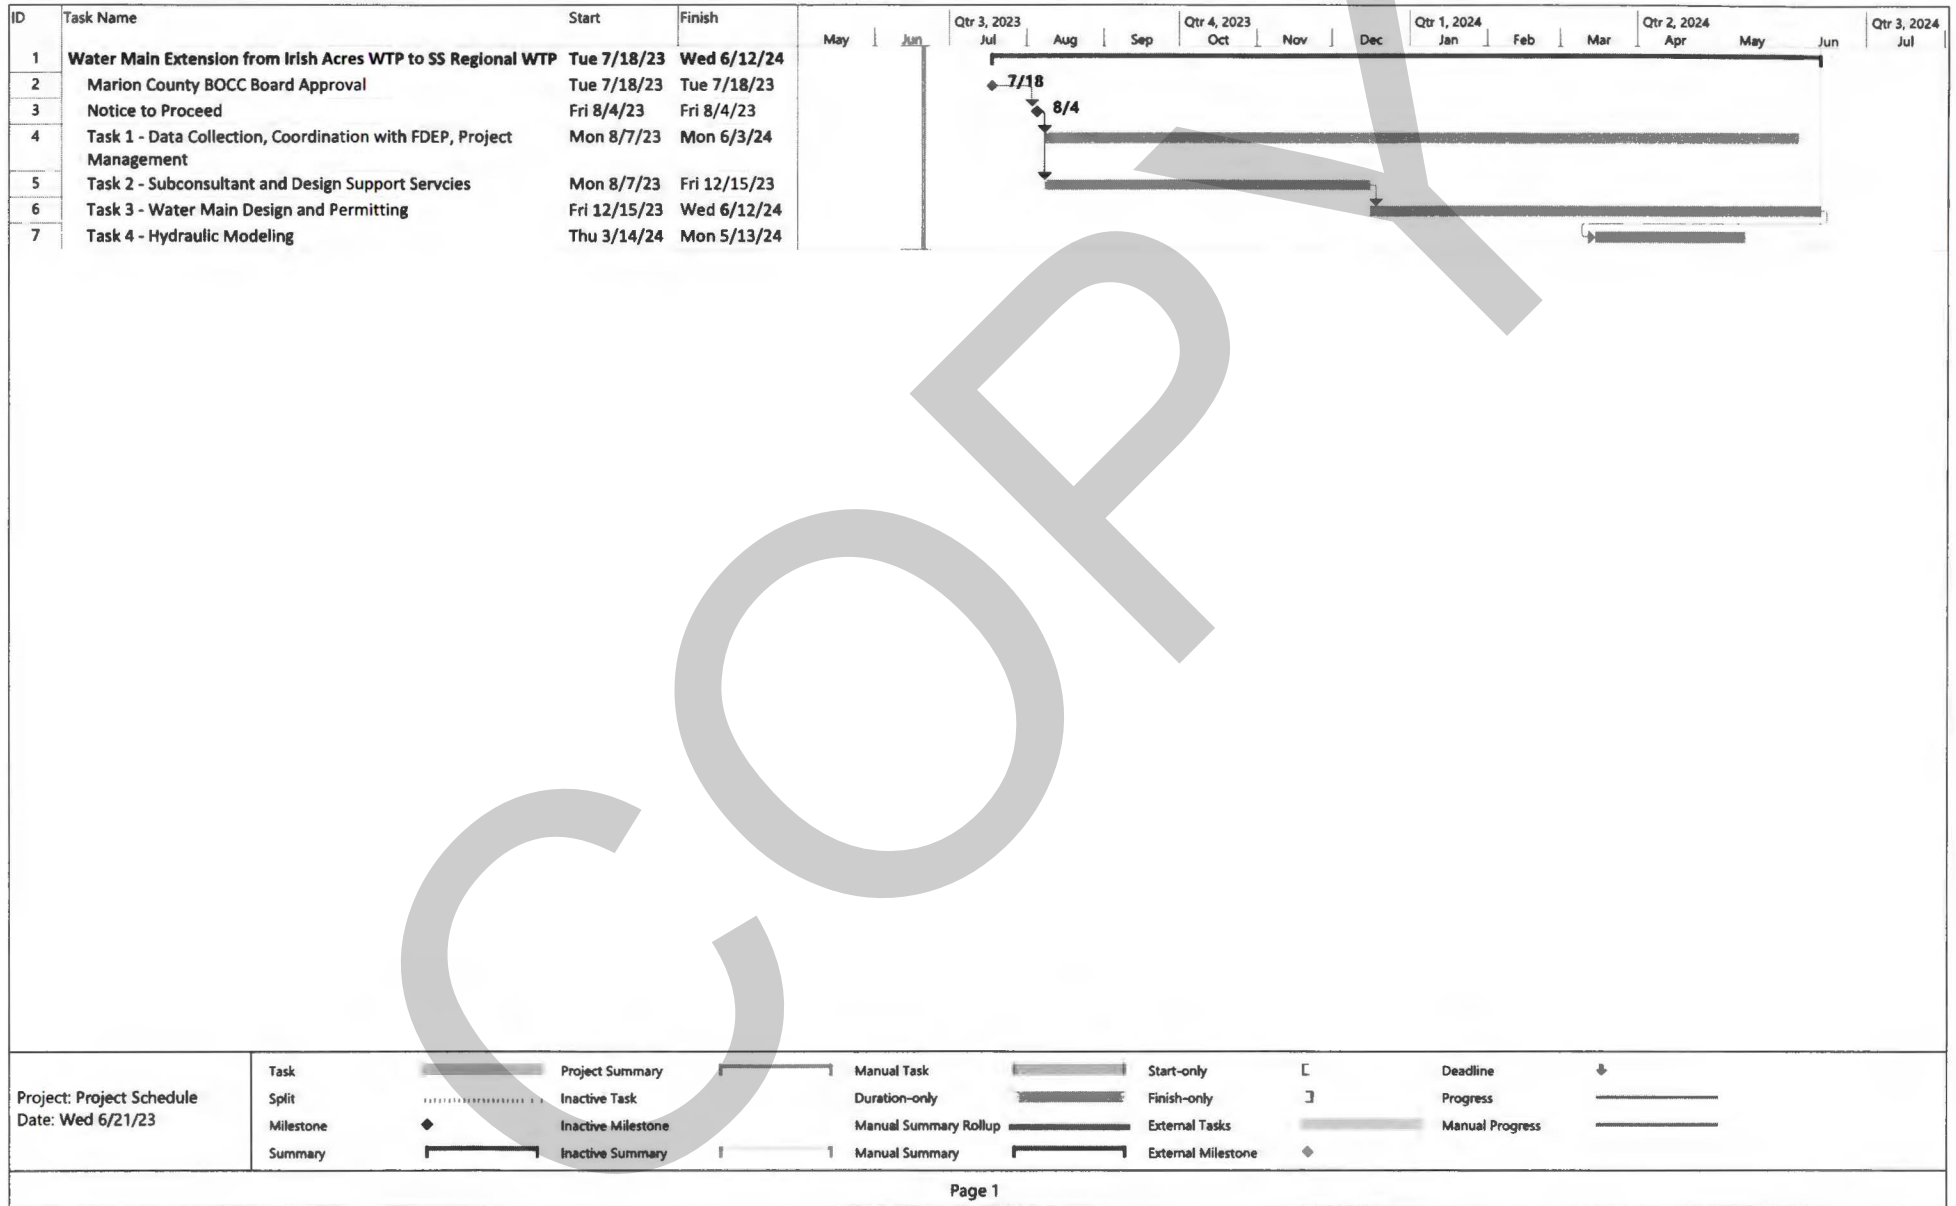 ID Task Name Start Finish Qtr 3, 2023 Qtr 4, 2023 Qtr 1, 2024 Qtr 2, 2024 Qtr 3, 2024
May Jun Jul Aug Sep Oct Nov Dec Jan Feb Mar Apr May Jun Jul
1 Water Main Extension from Irish Acres WTP to SS Regional WTP Tue 7/18/23 Wed 6/12/24
2 Marion County BOCC Board Approval Tue 7/18/23 Tue 7/18/23 7/18
3 Notice to Proceed Fri 8/4/23 Fri 8/4/23 8/4
4 Task 1 - Data Collection, Coordination with FDEP, Project Mon 8/7/23 Mon 6/3/24
Management
5 Task 2 - Subconsultant and Design Support Servcies Mon 8/7/23 Fri 12/15/23
6 Task 3 - Water Main Design and Permitting Fri 12/15/23 Wed 6/12/24
7 Task 4 - Hydraulic Modeling Thu 3/14/24 Mon 5/13/24
COPY
Project: Project Schedule
Date: Wed 6/21/23
Task Project Summary Manual Task Start-only Deadline
Split Inactive Task Duration-only Finish-only Progress
Milestone Inactive Milestone Manual Summary Rollup External Tasks Manual Progress
Summary Inactive Summary Manual Summary External Milestone
Page 1